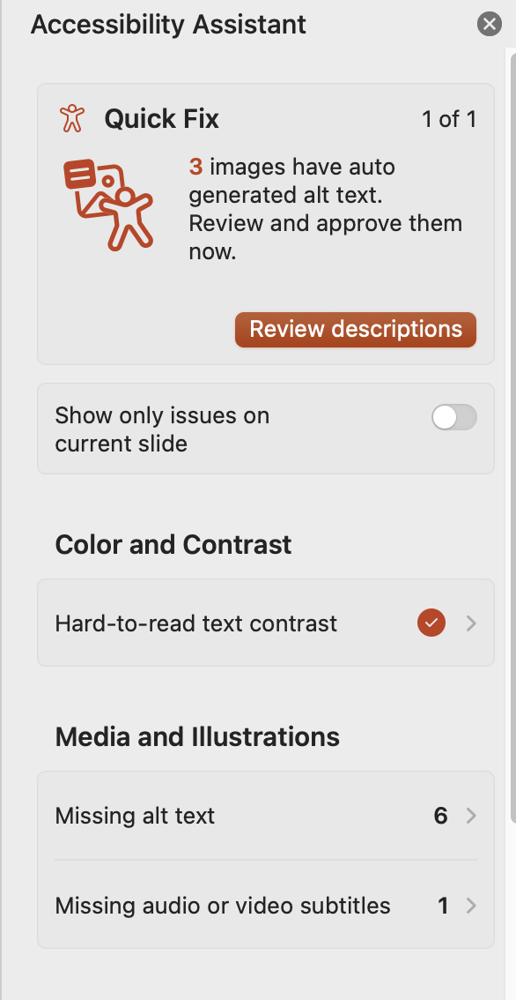 Accessibility Assistant
Quick Fix
1 of 1
3 images have auto
generated alt text.
Review and approve them
now.
Review descriptions
Show only issues on
current slide
Color and Contrast
Hard-to-read text contrast
Media and Illustrations
Missing alt text
6
Missing audio or video subtitles
1